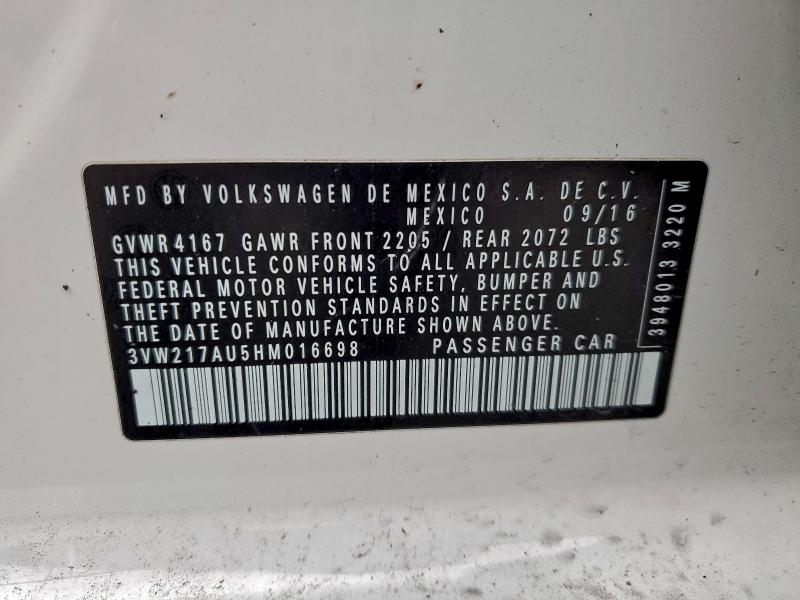 MFD BY VOLKSWAGEN DE MEXICO S.A. DE C.V.
MEXICO 09/16
GVWR 4167 GAWR FRONT 2205 / REAR 2072 LBS
THIS VEHICLE CONFORMS TO ALL APPLICABLE U.S.
FEDERAL MOTOR VEHICLE SAFETY, BUMPER AND
THEFT PREVENTION STANDARDS IN EFFECT ON
THE DATE OF MANUFACTURE SHOWN ABOVE.
3VW217AU5HM016698 PASSENGER CAR
3948013 3220 M